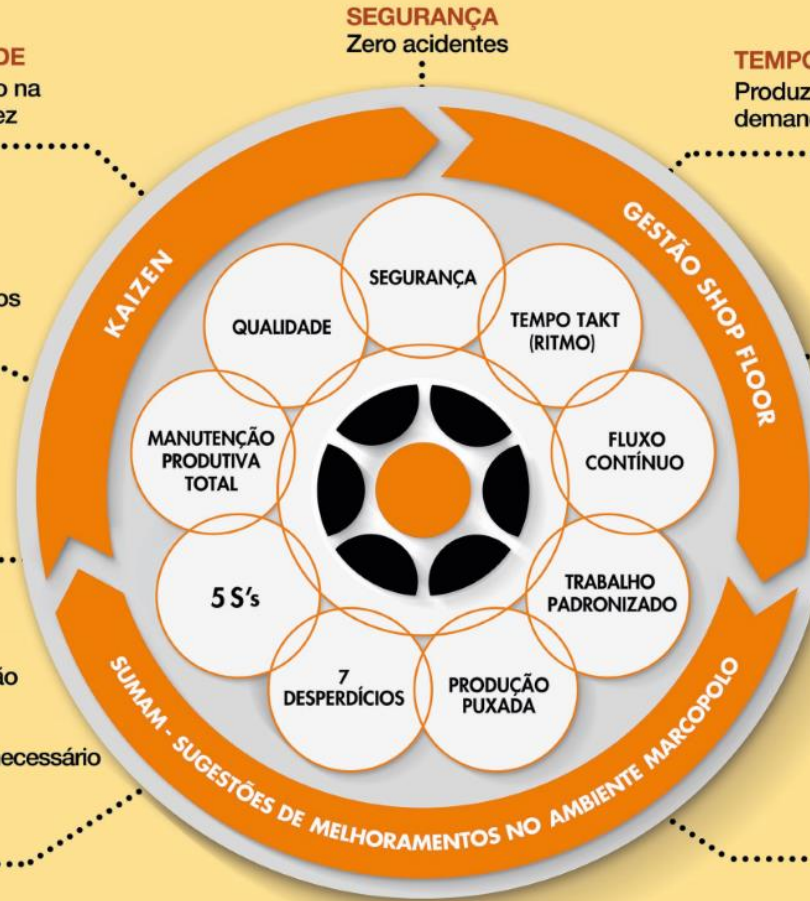 SEGURANÇA
Zero acidentes
DE
o na
ez
TEMPO
Produz
deman
os
ão
necessário
KAIZEN
GESTÃO SHOP FLOOR
SUMAM - SUGESTÕES DE MELHORAMENTOS NO AMBIENTE MARCOPOLO
SEGURANÇA
QUALIDADE
TEMPO TAKT
(RITMO)
MANUTENÇÃO
PRODUTIVA
TOTAL
FLUXO
CONTÍNUO
5 S's
TRABALHO
PADRONIZADO
7
DESPERDÍCIOS
PRODUÇÃO
PUXADA